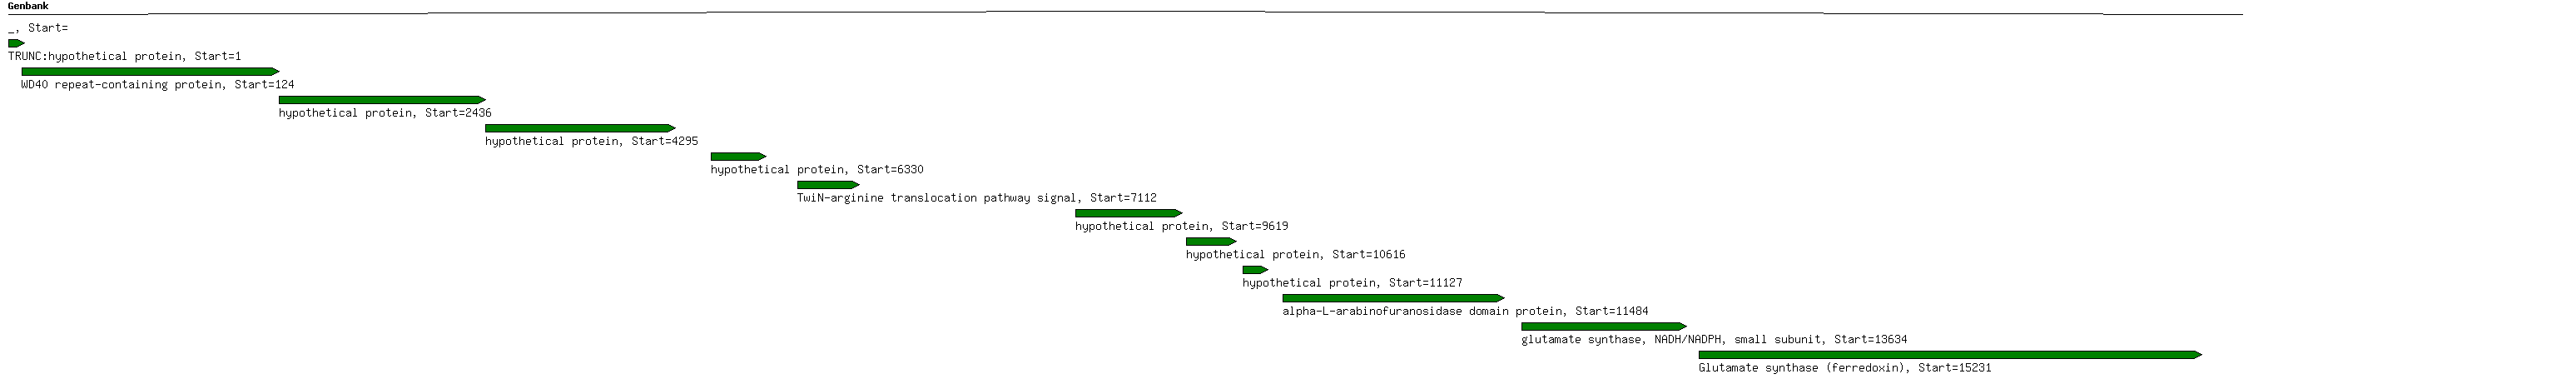 Genbank
_, Start=
TRUNC:hypothetical protein, Start=1
WD40 repeat-containing protein, Start=124
hypothetical protein, Start=2436
hypothetical protein, Start=4295
hypothetical protein, Start=6330
TwiN-arginine translocation pathway signal, Start=7112
hypothetical protein, Start=9619
hypothetical protein, Start=10616
hypothetical protein, Start=11127
alpha-L-arabinofuranosidase domain protein, Start=11484
glutamate synthase, NADH/NADPH, small subunit, Start=13634
Glutamate synthase (ferredoxin), Start=15231